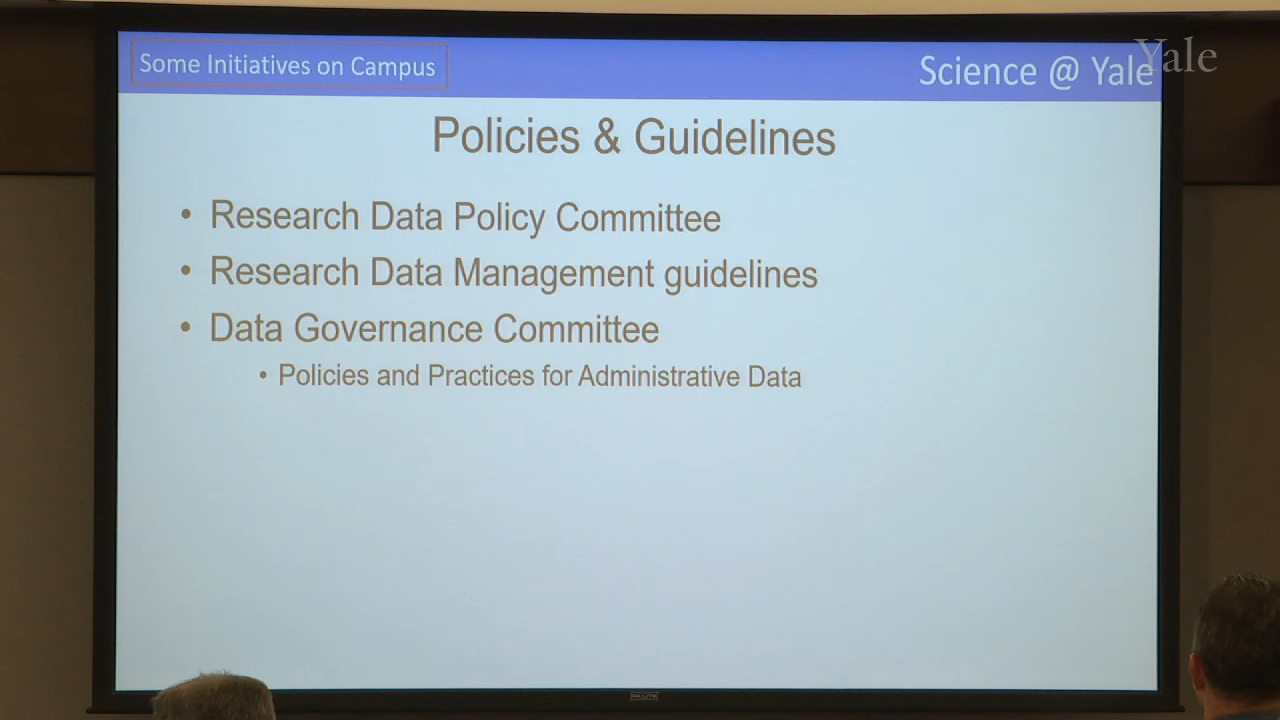 Some Initiatives on Campus
Science @ Yale
Yale
Policies & Guidelines
• Research Data Policy Committee
• Research Data Management guidelines
• Data Governance Committee
• Policies and Practices for Administrative Data